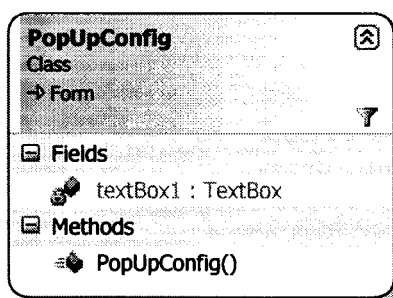 PopUpConfig
Class
Form
Fields
textBox1 : TextBox
Methods
PopUpConfig()